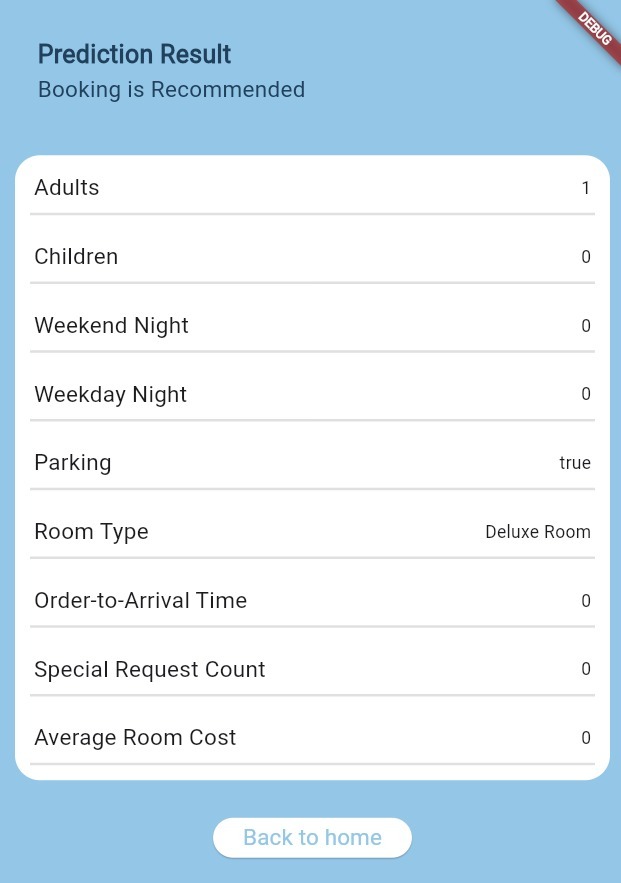 DEBUG
Prediction Result
Booking is Recommended
Adults 1
Children 0
Weekend Night 0
Weekday Night 0
Parking true
Room Type Deluxe Room
Order-to-Arrival Time 0
Special Request Count 0
Average Room Cost 0
Back to home